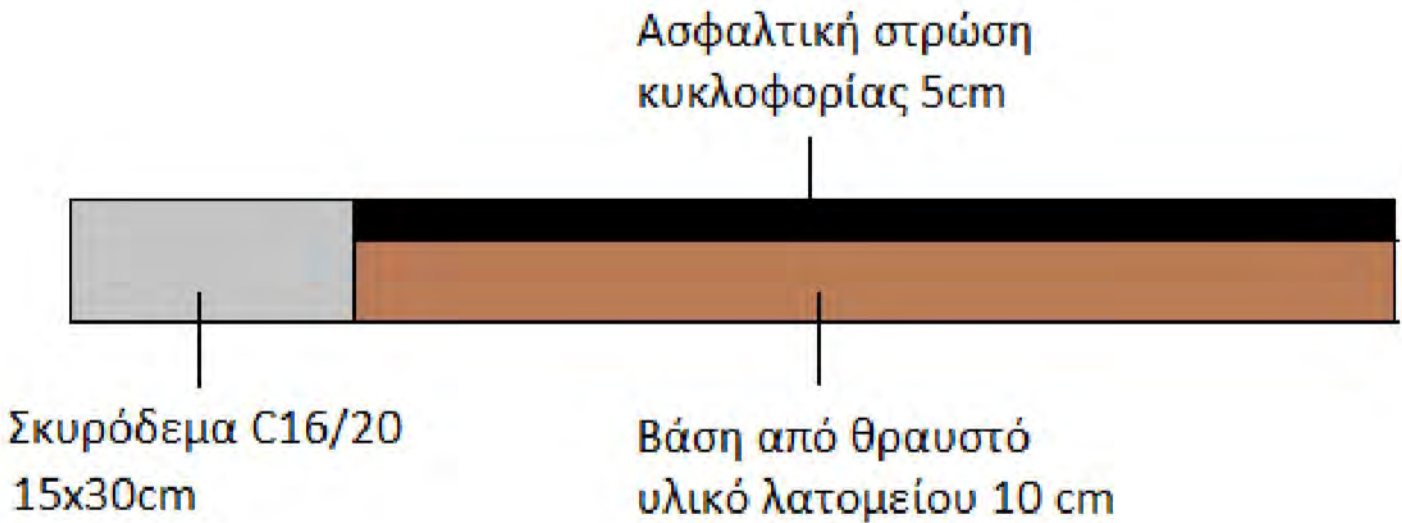 Ασφαλτική στρώση
κυκλοφορίας 5cm
Σκυρόδεμα C16/20
15x30cm
Βάση από θραυστό
υλικό λατομείου 10 cm